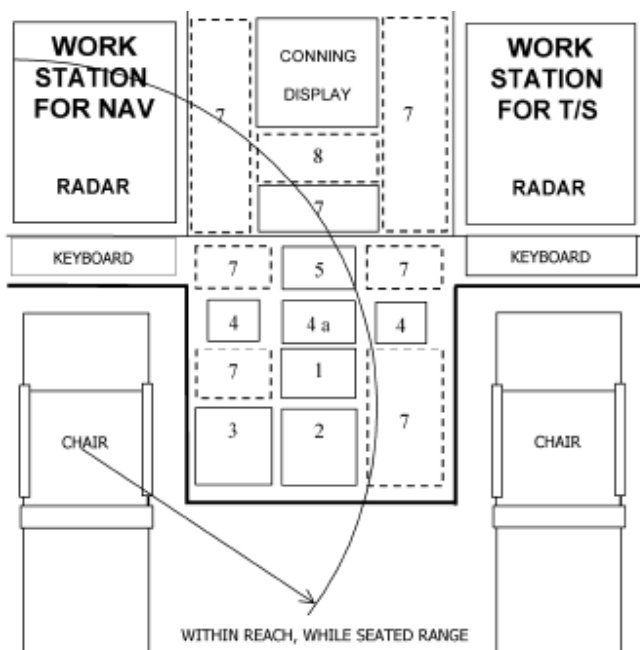 WORK
STATION
FOR NAV
RADAR
KEYBOARD
CONNING
DISPLAY
7
7
8
7
WORK
STATION
FOR T/S
RADAR
KEYBOARD
7
5
7
4
4 a
4
7
1
7
3
2
CHAIR
CHAIR
WITHIN REACH, WHILE SEATED RANGE